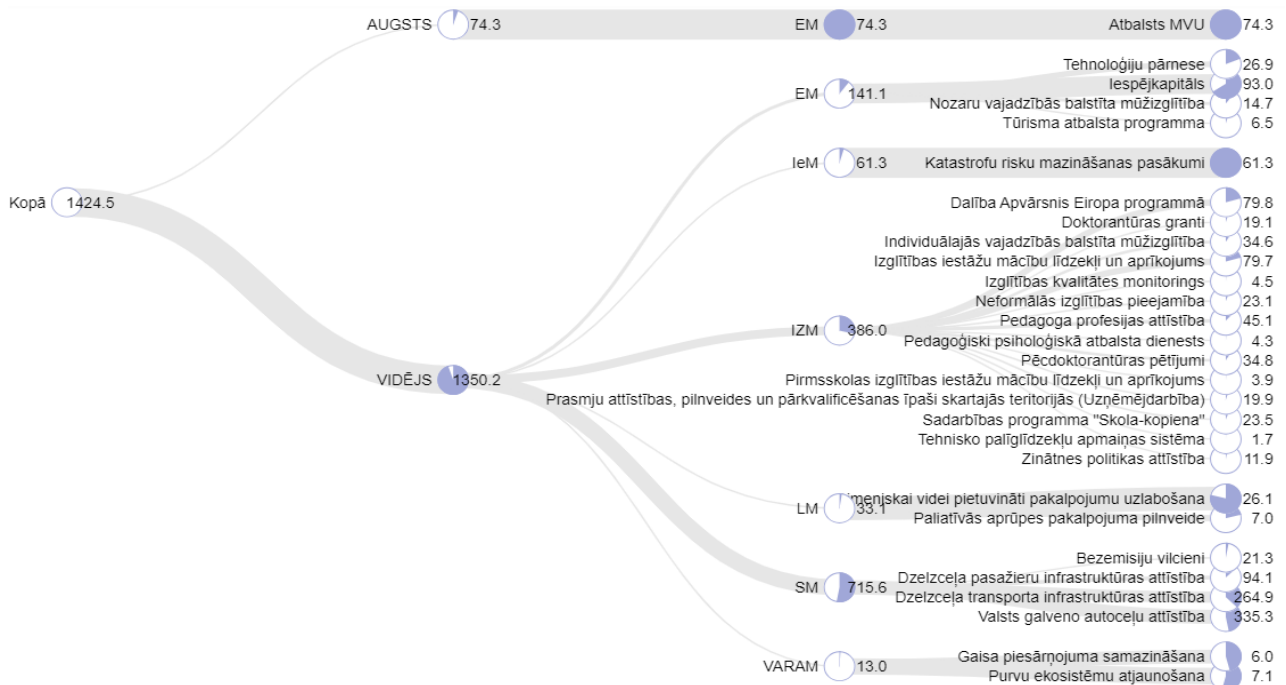 AUGSTS 74.3 EM 74.3 Atbalsts MVU 74.3
Tehnoloģiju pārnese 26.9
Iespējkapitāls 93.0
EM 141.1
Nozaru vajadzībās balstīta mūžizglītība 14.7
Tūrisma atbalsta programma 6.5
IeM 61.3 Katastrofu risku mazināšanas pasākumi 61.3
Kopā 1424.5
Dalība Apvārsnis Eiropa programmā 79.8
Doktorantūras granti 19.1
Individuālajās vajadzībās balstīta mūžizglītība 34.6
Izglītības iestāžu mācību līdzekļi un aprīkojums 79.7
Izglītības kvalitātes monitorings 4.5
Neformālās izglītības pieejamība 23.1
Pedagoga profesijas attīstība 45.1
IZM 386.0
Pedagoģiski psiholoģiskā atbalsta dienests 4.3
Pēcdoktorantūras pētījumi 34.8
VIDĒJS 1350.2
Pirmsskolas izglītības iestāžu mācību līdzekļi un aprīkojums 3.9
Prasmju attīstības, pilnveides un pārkvalificēšanas īpaši skartajās teritorijās (Uzņēmējdarbība) 19.9
Sadarbības programma "Skola-kopiena" 23.5
Tehnisko palīglīdzekļu apmaiņas sistēma 1.7
Zinātnes politikas attīstība 11.9
videi pietuvināti pakalpojumu uzlabošana 26.1
LM 33.1
Paliatīvās aprūpes pakalpojuma pilnveide 7.0
Bezemisiju vilcieni 21.3
Dzelzceļa pasažieru infrastruktūras attīstība 94.1
SM 715.6
Dzelzceļa transporta infrastruktūras attīstība 264.9
Valsts galveno autoceļu attīstība 335.3
Gaisa piesārņojuma samazināšana 6.0
VARAM 13.0
Purvu ekosistēmu atjaunošana 7.1